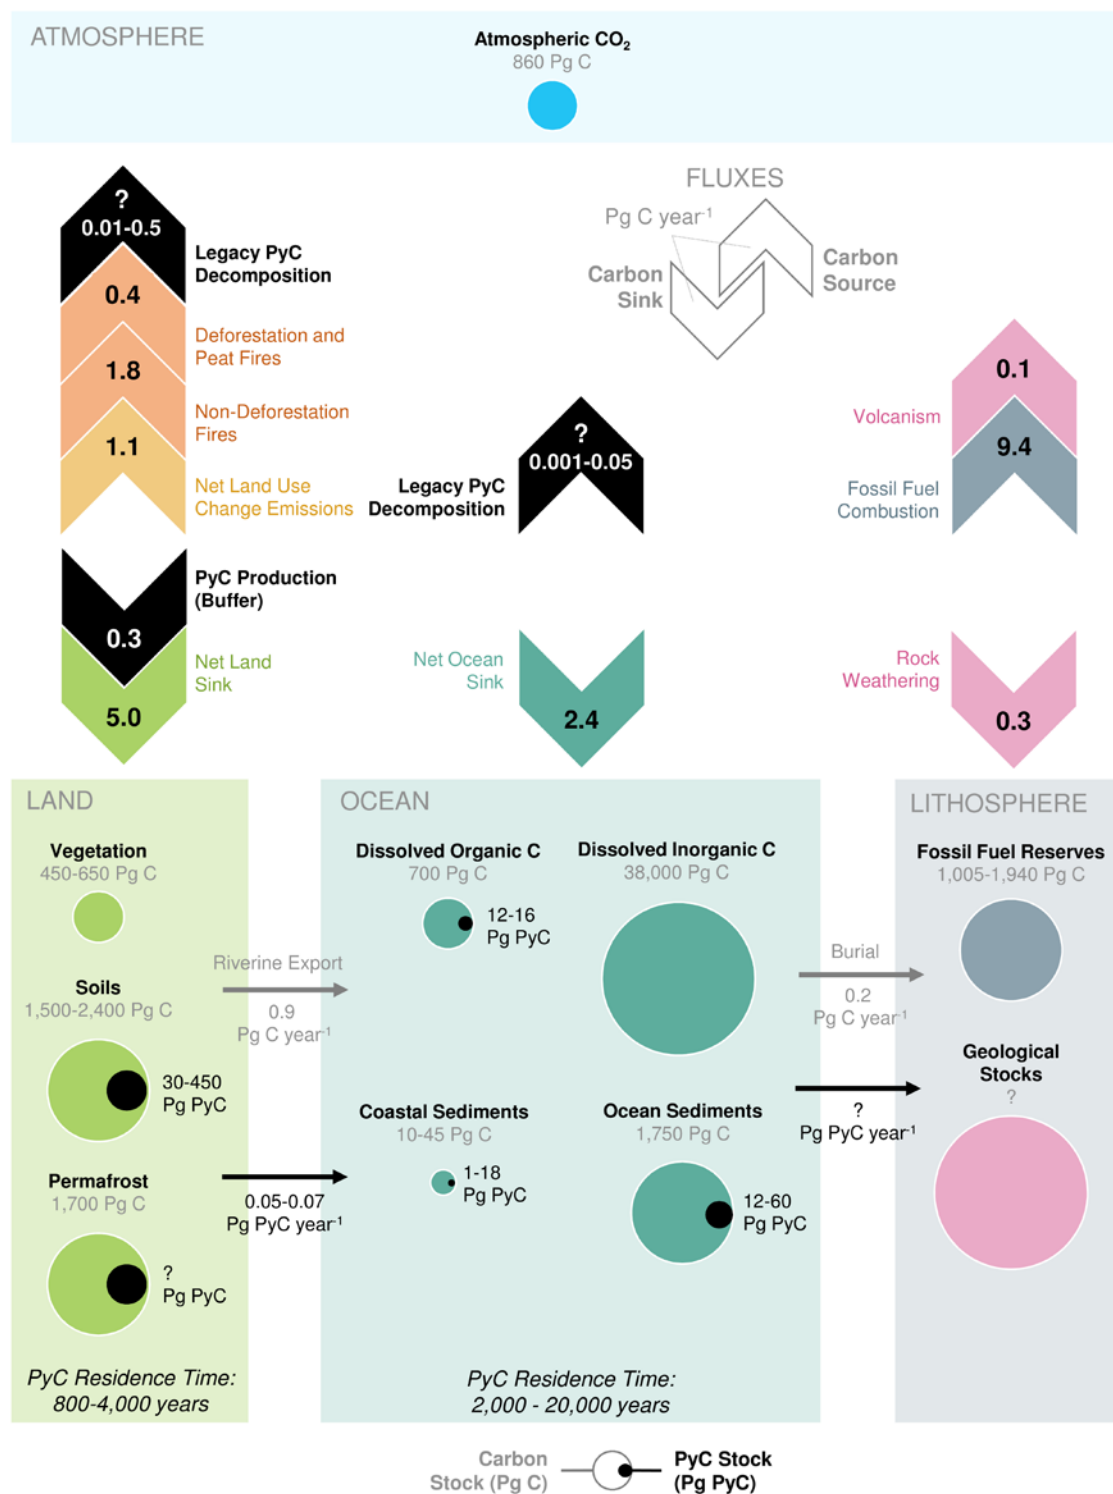 ATMOSPHERE
Atmospheric CO₂
860 Pg C
?
0.01-0.5
Legacy PyC
Decomposition
0.4
Deforestation and
Peat Fires
1.8
Non-Deforestation
Fires
1.1
Net Land Use
Change Emissions
PyC Production
(Buffer)
0.3
Net Land
Sink
5.0
FLUXES
Pg C year⁻¹
Carbon
Sink
Carbon
Source
?
0.001-0.05
Legacy PyC
Decomposition
Net Ocean
Sink
2.4
0.1
Volcanism
9.4
Fossil Fuel
Combustion
Rock
Weathering
0.3
LAND
Vegetation
450-650 Pg C
Soils
1,500-2,400 Pg C
30-450
Pg PyC
Permafrost
1,700 Pg C
?
Pg PyC
PyC Residence Time:
800-4,000 years
Riverine Export
0.9
Pg C year⁻¹
0.05-0.07
Pg PyC year⁻¹
OCEAN
Dissolved Organic C
700 Pg C
12-16
Pg PyC
Dissolved Inorganic C
38,000 Pg C
Coastal Sediments
10-45 Pg C
1-18
Pg PyC
Ocean Sediments
1,750 Pg C
12-60
Pg PyC
PyC Residence Time:
2,000 - 20,000 years
Burial
0.2
Pg C year⁻¹
?
Pg PyC year⁻¹
LITHOSPHERE
Fossil Fuel Reserves
1,005-1,940 Pg C
Geological
Stocks
?
Carbon
Stock (Pg C)
PyC Stock
(Pg PyC)